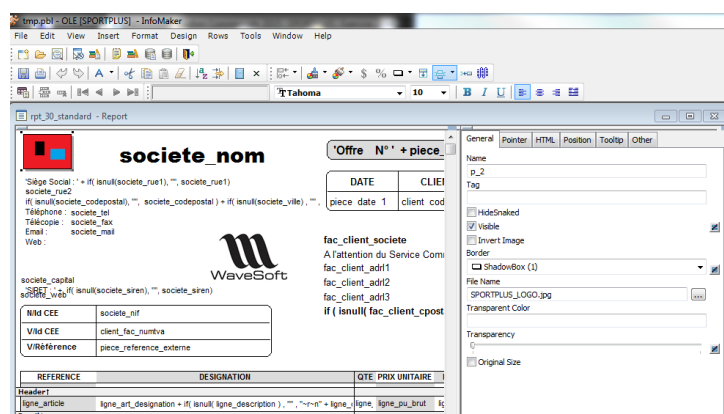 tmp.pbl - OLE [SPORTPLUS] - InfoMaker
File Edit View Insert Format Design Rows Tools Window Help
A $ %
Tahoma 10 B I U
rpt_30_standard - Report
societe_nom
'Offre N° ' + piece_
'Siège Social : ' + if( isnull(societe_rue1), "", societe_rue1)
societe_rue2
if( isnull(societe_codepostal), "", societe_codepostal ) + if( isnull(societe_ville) , "" ,
Téléphone : societe_tel
Télécopie : societe_fax
Email : societe_mail
Web :
DATE CLIEN
piece date 1 client cod
WaveSoft
fac_client_societe
A l'attention du Service Com
fac_client_adrl1
fac_client_adrl2
fac_client_adrl3
if ( isnull( fac_client_cpost
societe_capital
'SIRET : ' + if( isnull(societe_siren), "", societe_siren)
societe_web
N/Id CEE societe_nif
V/Id CEE client_fac_numtva
V/Référence piece_reference_externe
REFERENCE DESIGNATION QTE PRIX UNITAIRE
Header↑
ligne_article ligne_art_designation + if( isnull( ligne_description ) , "" , "~r~n" + ligne_ ligne_ ligne_pu_brut
General Pointer HTML Position Tooltip Other
Name
p_2
Tag
HideSnaked
Visible
Invert Image
Border
ShadowBox (1)
File Name
SPORTPLUS_LOGO.jpg ...
Transparent Color
Transparency
Original Size